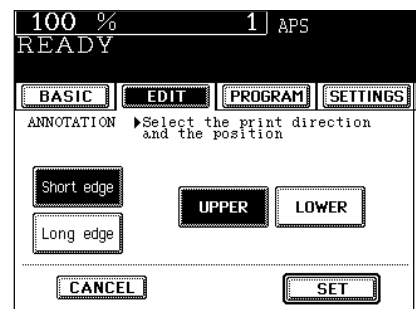 100 % 1 APS
READY
BASIC EDIT PROGRAM SETTINGS
ANNOTATION ▶Select the print direction
and the position
Short edge
UPPER LOWER
Long edge
CANCEL SET